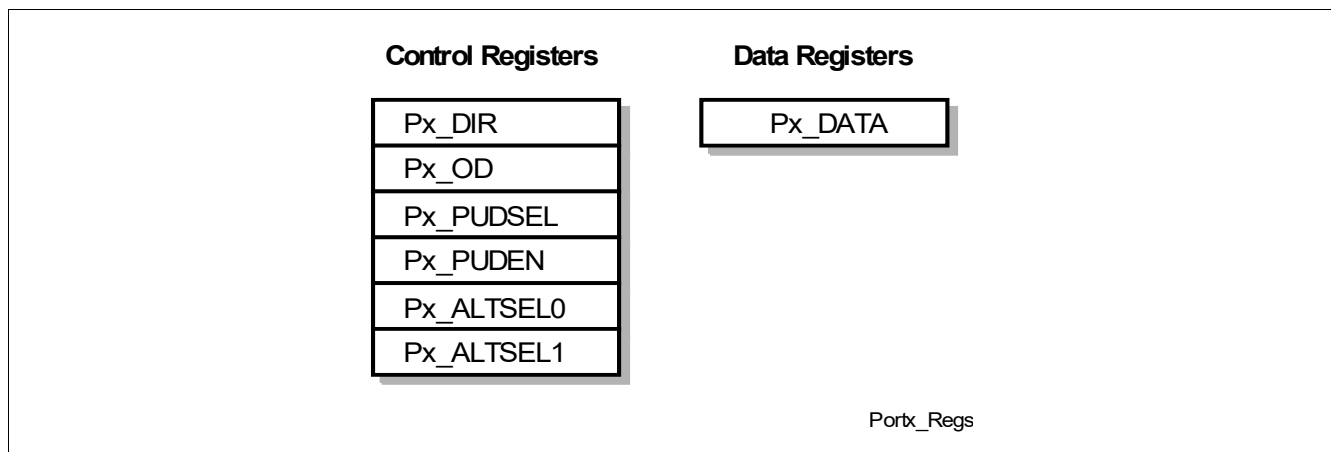 Control Registers
Data Registers
Px_DIR
Px_DATA
Px_OD
Px_PUDSEL
Px_PUDEN
Px_ALTSEL0
Px_ALTSEL1
Portx_Regs